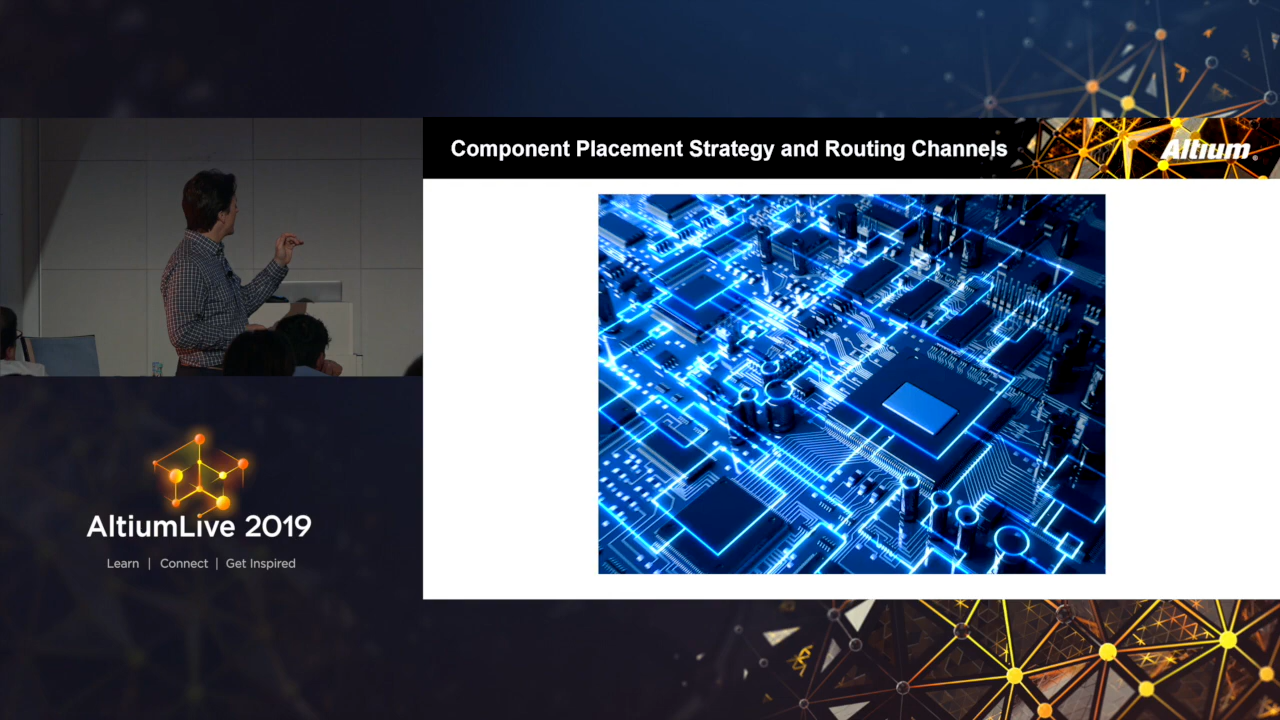 Component Placement Strategy and Routing Channels
Altium
AltiumLive 2019
Learn | Connect | Get Inspired